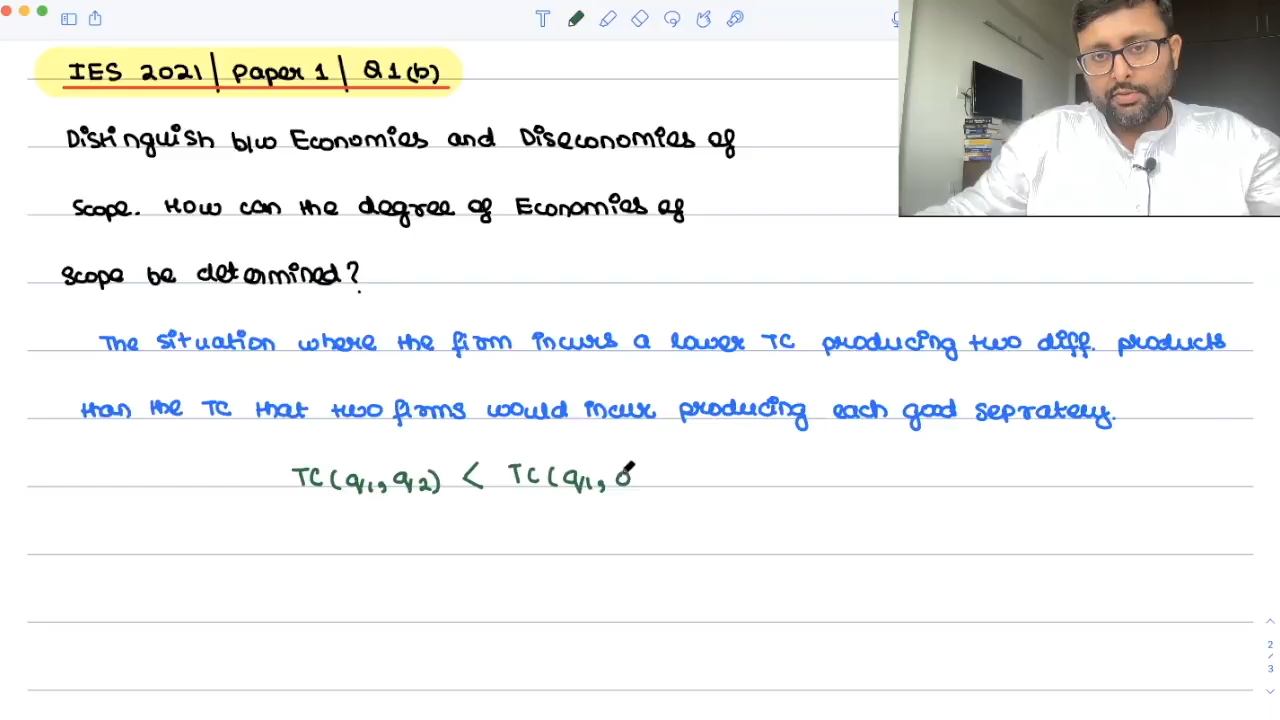 IES 2021 | Paper 1 | Q1(b)
Distinguish b/w Economies and Diseconomies of
Scope. How can the degree of Economies of
Scope be determined?
The situation where the firm incurs a lower TC producing two diff. products
than the TC that two firms would incur producing each good seprately.
TC(q1, q2) < TC(q1, 0
2
/
3